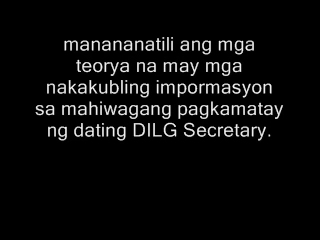 manananatili ang mga
teorya na may mga
nakakubling impormasyon
sa mahiwagang pagkamatay
ng dating DILG Secretary.